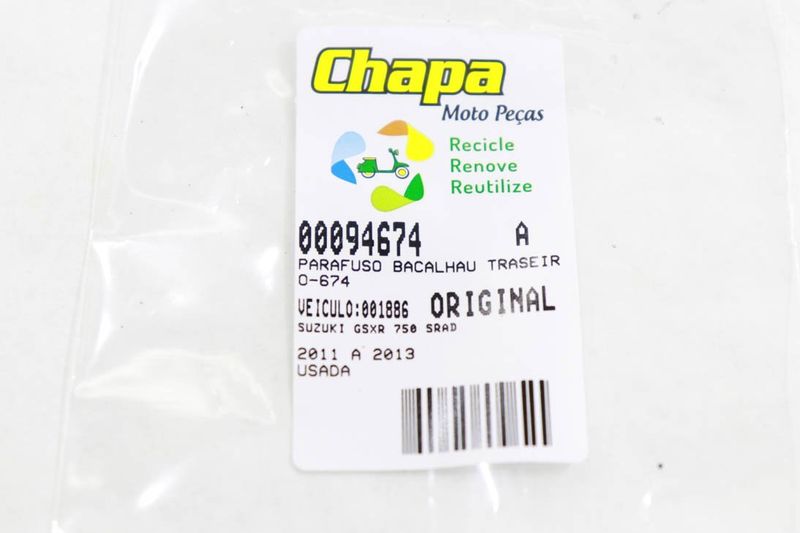 Chapa
Moto Peças
Recicle
Renove
Reutilize
00094674 A
PARAFUSO BACALHAU TRASEIR
O-674
VEICULO:001886 ORIGINAL
SUZUKI GSXR 750 SRAD
2011 A 2013
USADA